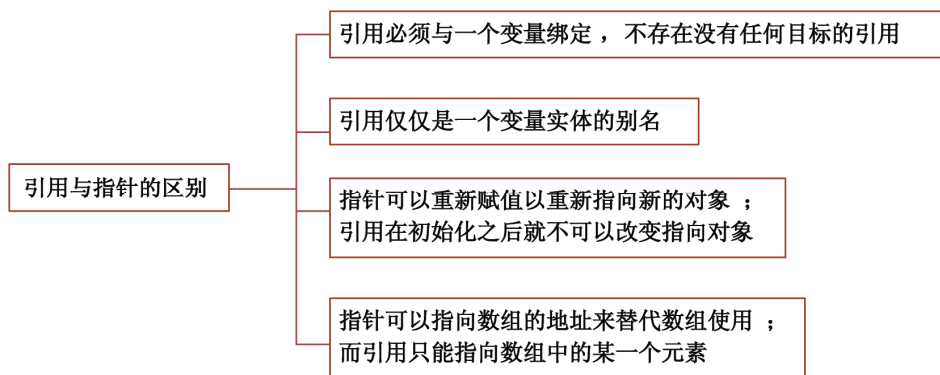 引用与指针的区别
引用必须与一个变量绑定，不存在没有任何目标的引用
引用仅仅是一个变量实体的别名
指针可以重新赋值以重新指向新的对象；
引用在初始化之后就不可以改变指向对象
指针可以指向数组的地址来替代数组使用；
而引用只能指向数组中的某一个元素